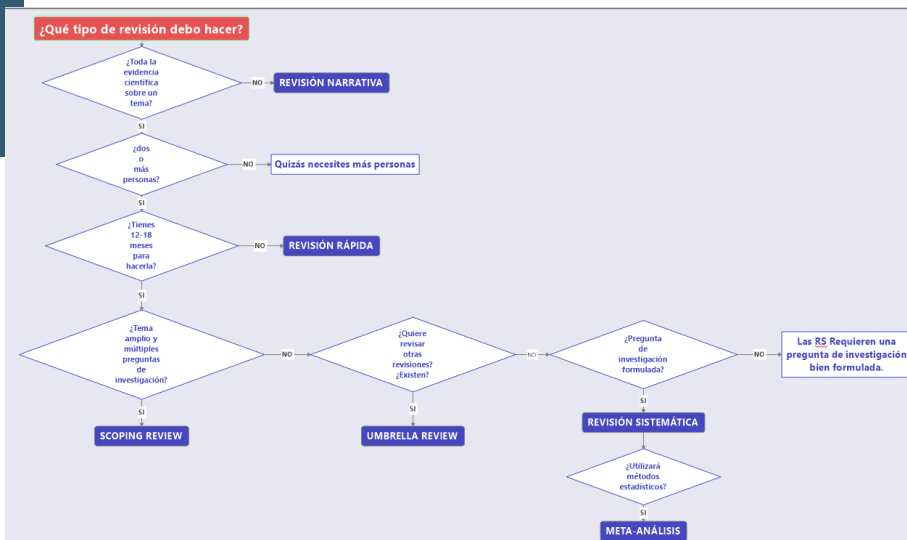 ¿Qué tipo de revisión debo hacer?
¿Toda la
evidencia
científica
sobre un
tema?
NO
REVISIÓN NARRATIVA
SI
¿dos
o
más
personas?
NO
Quizás necesites más personas
SI
¿Tienes
12-18
meses
para
hacerla?
NO
REVISIÓN RÁPIDA
SI
¿Tema
amplio y
múltiples
preguntas
de
investigación?
NO
¿Quiere
revisar
otras
revisiones?
¿Existen?
NO
¿Pregunta
de
investigación
formulada?
NO
Las RS Requieren una
pregunta de investigación
bien formulada.
SI
SCOPING REVIEW
SI
UMBRELLA REVIEW
SI
REVISIÓN SISTEMÁTICA
¿Utilizará
métodos
estadísticos?
SI
META-ANÁLISIS